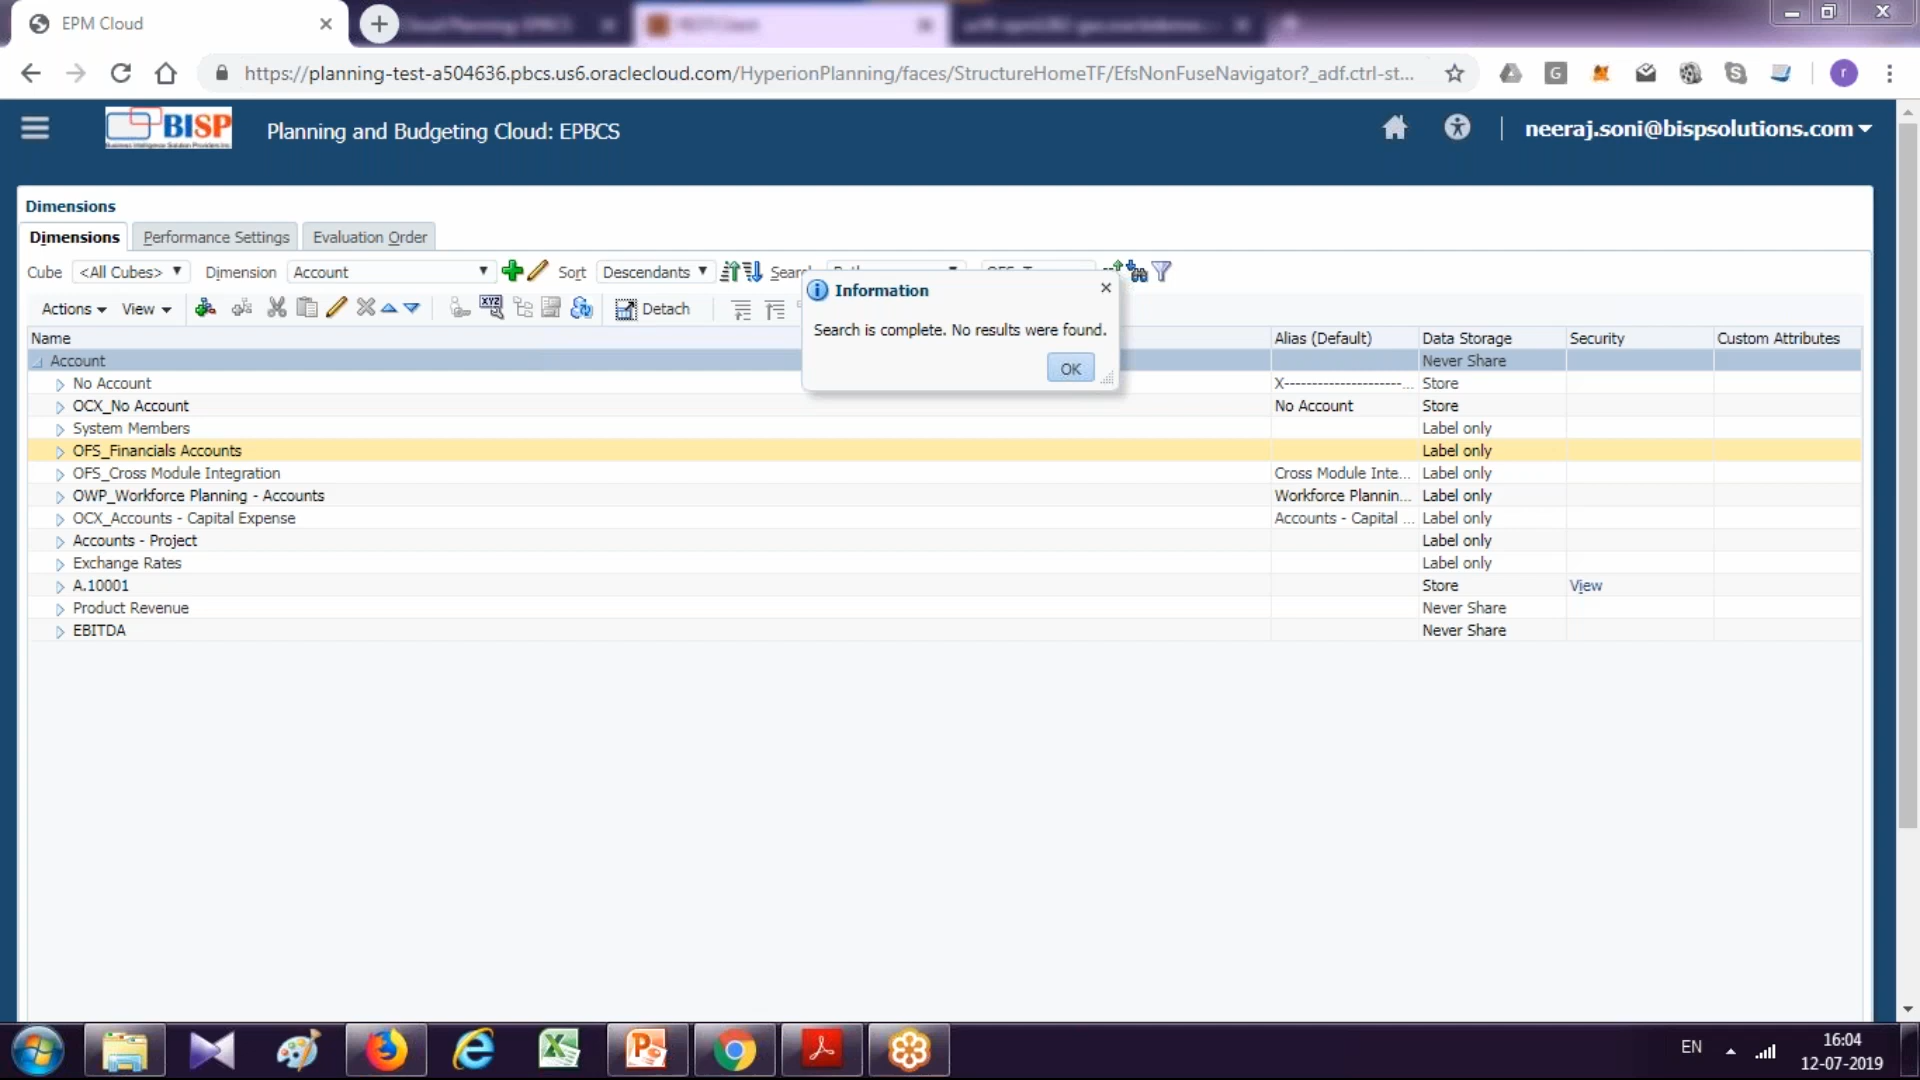 EPM Cloud
https://planning-test-a504636.pbcs.us6.oraclecloud.com/HyperionPlanning/faces/StructureHomeTF/EfsNonFuseNavigator?_adf.ctrl-st...
G
r
BISP
Planning and Budgeting Cloud: EPBCS
neeraj.soni@bispsolutions.com
Dimensions
Dimensions Performance Settings Evaluation Order
Cube <All Cubes> Dimension Account Sort Descendants
Actions View XYZ Detach
Information
Search is complete. No results were found.
OK
Name Alias (Default) Data Storage Security Custom Attributes
Account Never Share
No Account X----------------------... Store
OCX_No Account No Account Store
System Members Label only
OFS_Financials Accounts Label only
OFS_Cross Module Integration Cross Module Inte... Label only
OWP_Workforce Planning - Accounts Workforce Plannin... Label only
OCX_Accounts - Capital Expense Accounts - Capital ... Label only
Accounts - Project Label only
Exchange Rates Label only
A.10001 Store View
Product Revenue Never Share
EBITDA Never Share
EN
16:04
12-07-2019